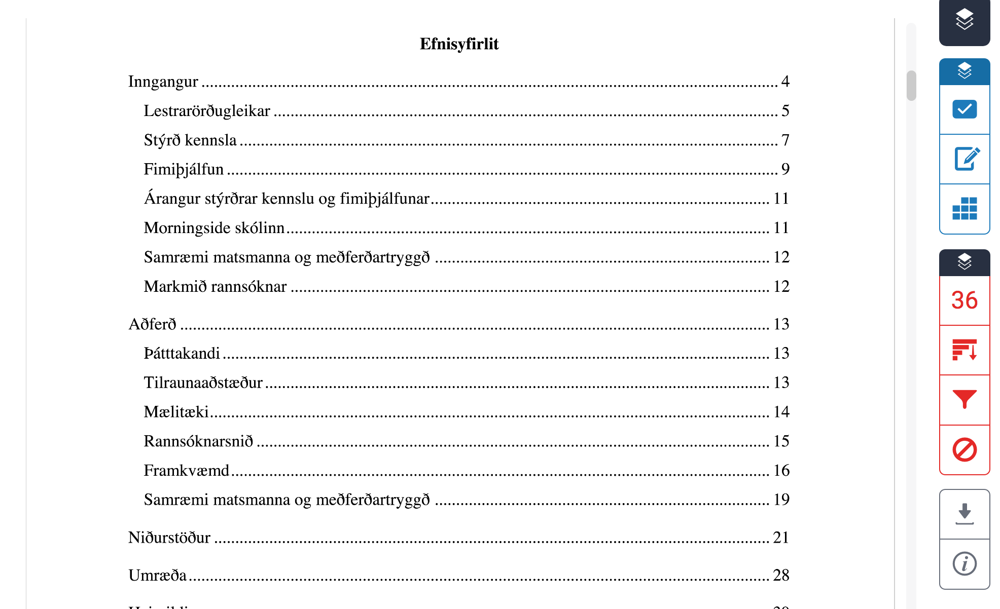 Efnisyfirlit
Inngangur ........................................................................................................................................ 4
Lestrarörðugleikar ....................................................................................................................... 5
Stýrð kennsla ............................................................................................................................... 7
Fimiþjálfun .................................................................................................................................. 9
Árangur stýrðrar kennslu og fimiþjálfunar ................................................................................ 11
Morningside skólinn .................................................................................................................. 11
Samræmi matsmanna og meðferðartryggð ............................................................................... 12
Markmið rannsóknar ................................................................................................................. 12
Aðferð ........................................................................................................................................... 13
Þátttakandi ................................................................................................................................. 13
Tilraunaaðstæður ....................................................................................................................... 13
Mælitæki .................................................................................................................................... 14
Rannsóknarsnið ......................................................................................................................... 15
Framkvæmd ............................................................................................................................... 16
Samræmi matsmanna og meðferðartryggð ............................................................................... 19
Niðurstöður ................................................................................................................................... 21
Umræða ......................................................................................................................................... 28
36